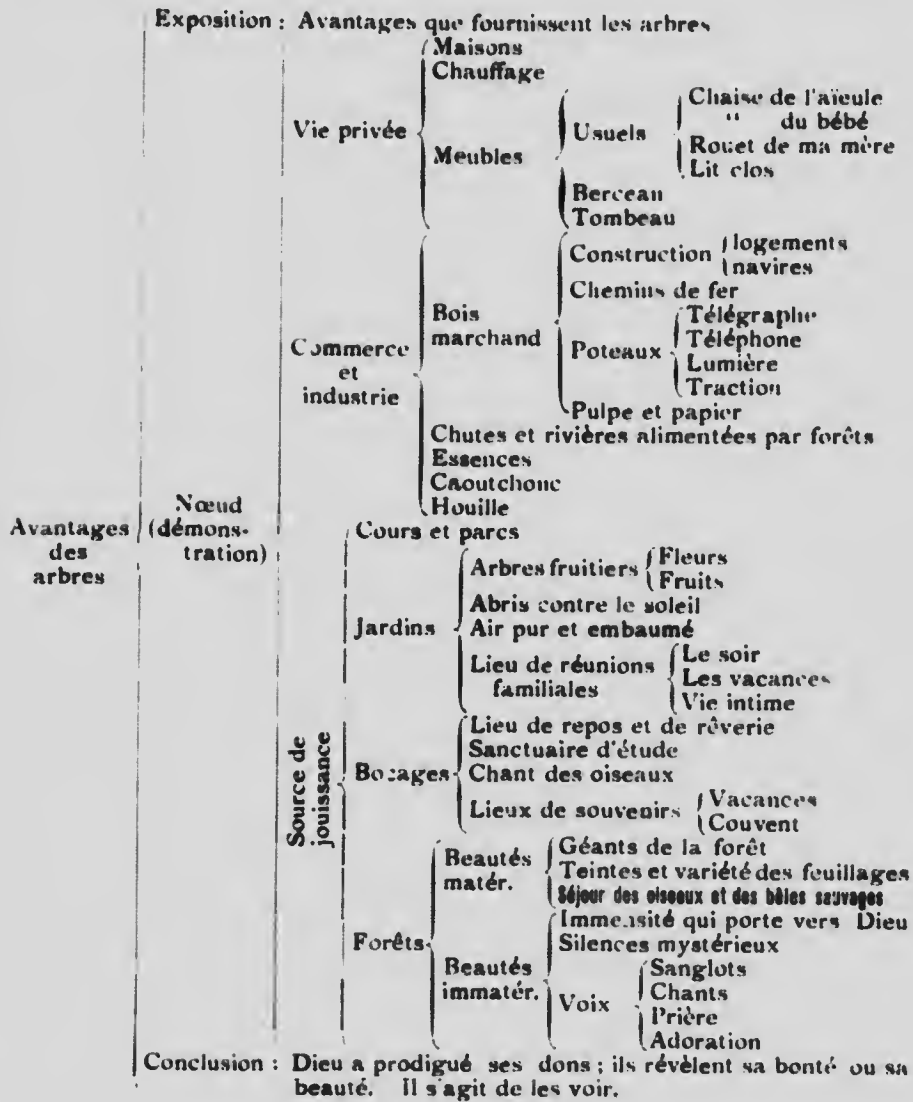 Exposition : Avantages que fournissent les arbres
Maisons
Chauffage
Vie privée
Meubles
Usuels
Chaise de l'aïeule
" du bébé
Rouet de ma mère
Lit clos
Berceau
Tombeau
Commerce
et
industrie
Bois
marchand
Construction
logements
navires
Chemins de fer
Poteaux
Télégraphe
Téléphone
Lumière
Traction
Pulpe et papier
Chutes et rivières alimentées par forêts
Essences
Caoutchouc
Houille
Avantages
des
arbres
Nœud
(démons-
tration)
Source de
jouissance
Cours et parcs
Jardins
Arbres fruitiers
Fleurs
Fruits
Abris contre le soleil
Air pur et embaumé
Lieu de réunions
familiales
Le soir
Les vacances
Vie intime
Bocages
Lieu de repos et de rêverie
Sanctuaire d'étude
Chant des oiseaux
Lieux de souvenirs
Vacances
Couvent
Forêts
Beautés
matér.
Géants de la forêt
Teintes et variété des feuillages
Séjour des oiseaux et des bêles sauvages
Beautés
immatér.
Immensité qui porte vers Dieu
Silences mystérieux
Voix
Sanglots
Chants
Prière
Adoration
Conclusion : Dieu a prodigué ses dons ; ils révèlent sa bonté ou sa
beauté. Il s'agit de les voir.